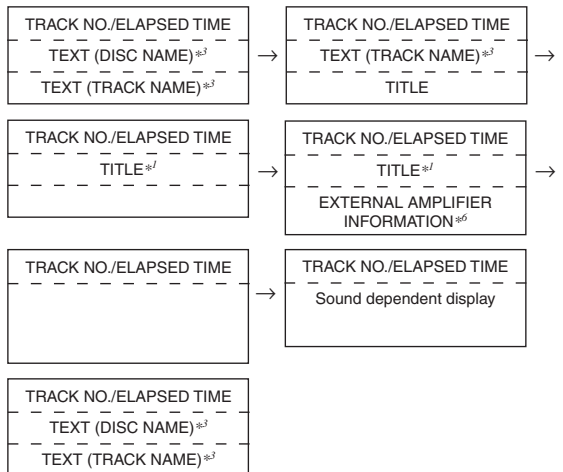 TRACK NO./ELAPSED TIME
TEXT (DISC NAME)*3
TEXT (TRACK NAME)*3
→
TRACK NO./ELAPSED TIME
TEXT (TRACK NAME)*3
TITLE
→
TRACK NO./ELAPSED TIME
TITLE*1
→
TRACK NO./ELAPSED TIME
TITLE*1
EXTERNAL AMPLIFIER
INFORMATION*6
→
TRACK NO./ELAPSED TIME
→
TRACK NO./ELAPSED TIME
Sound dependent display
TRACK NO./ELAPSED TIME
TEXT (DISC NAME)*3
TEXT (TRACK NAME)*3